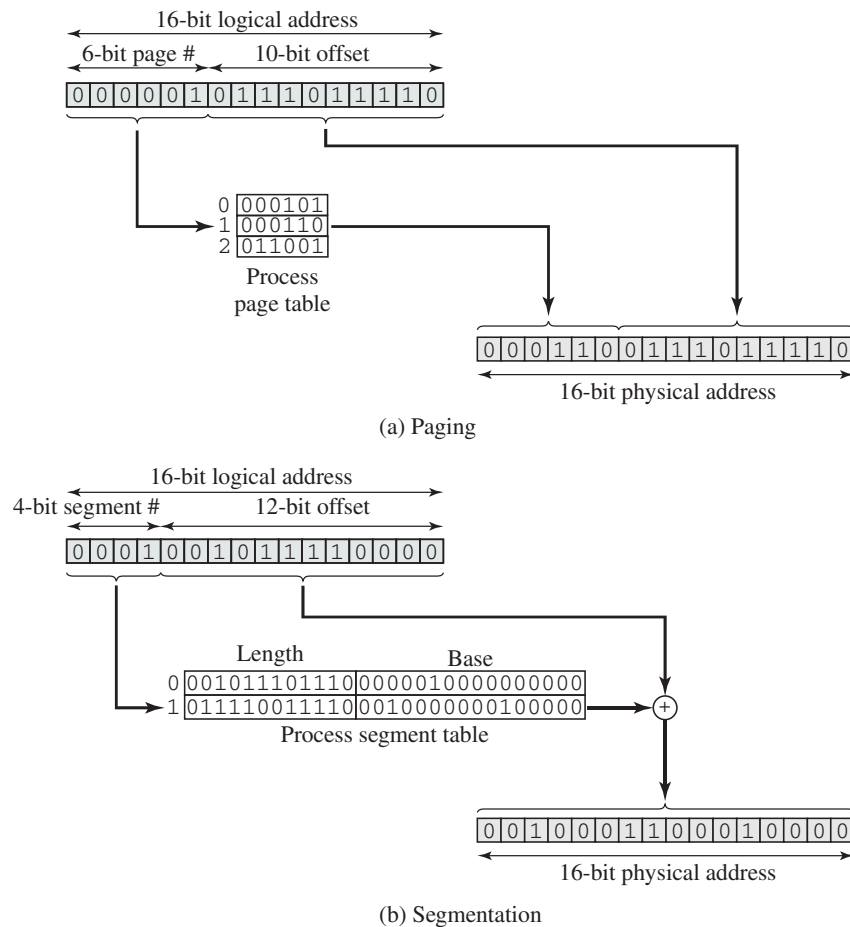 16-bit logical address
6-bit page # 10-bit offset
0 0 0 0 0 1 0 1 1 1 0 1 1 1 1 0
0 000101
1 000110
2 011001
Process
page table
0 0 0 1 1 0 0 1 1 1 0 1 1 1 1 0
16-bit physical address
(a) Paging
16-bit logical address
4-bit segment # 12-bit offset
0 0 0 1 0 0 1 0 1 1 1 1 0 0 0 0
Length Base
0 001011101110 0000010000000000
1 011110011110 0010000000100000
Process segment table
+
0 0 1 0 0 0 1 1 0 0 0 1 0 0 0 0
16-bit physical address
(b) Segmentation